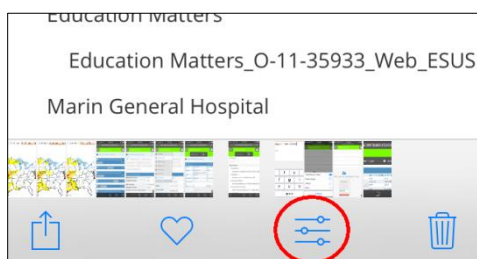 Education Matters
Education Matters_O-11-35933_Web_ESUS
Marin General Hospital